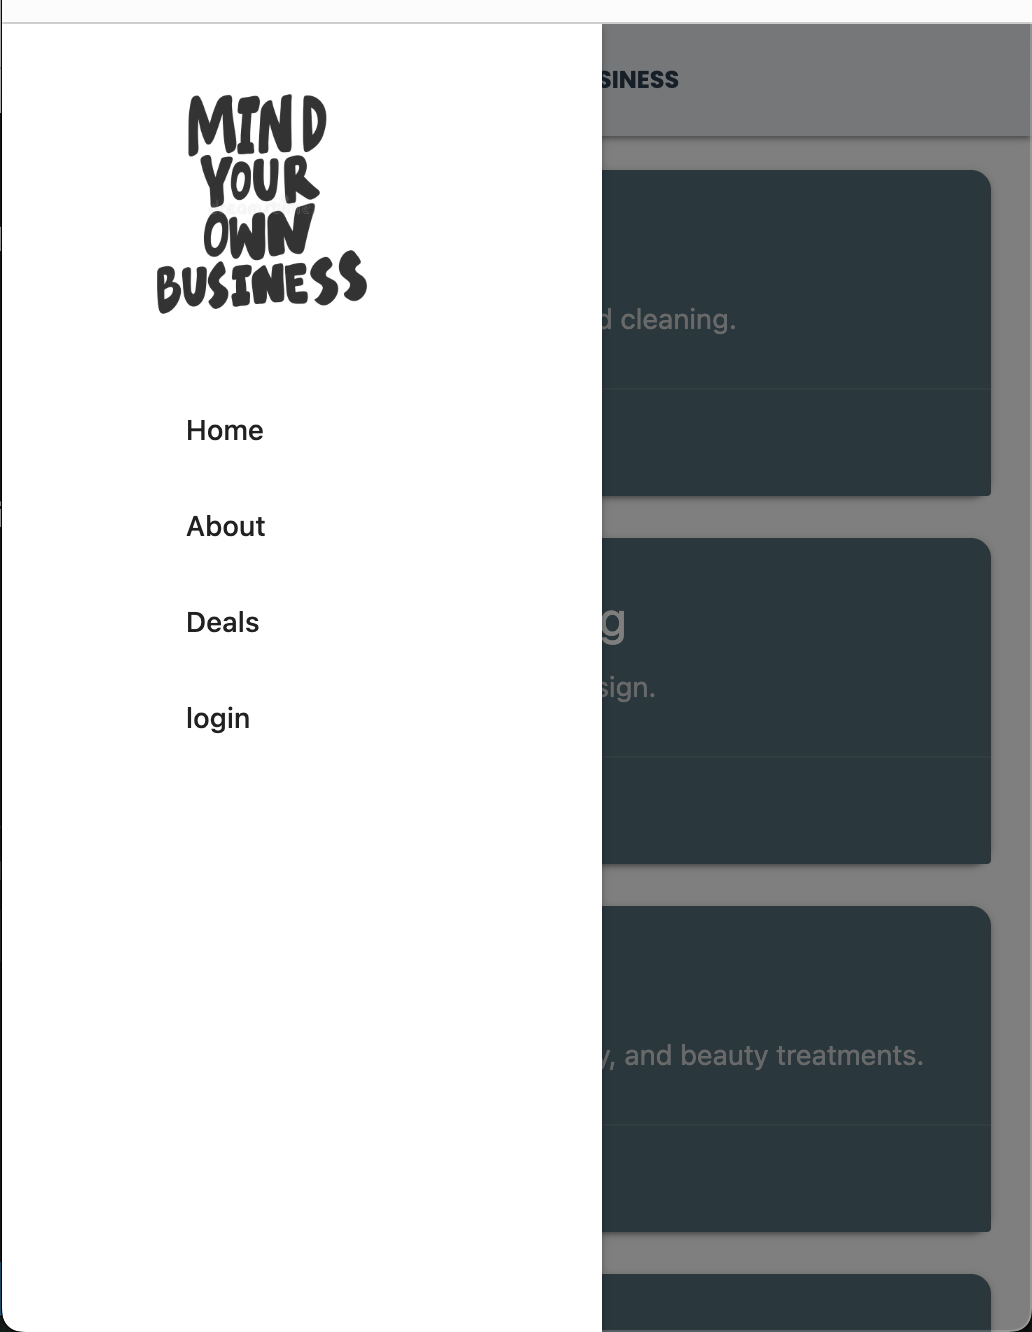 MIND
YOUR
OWN
BUSINESS
Home
About
Deals
login
SINESS
d cleaning.
g
sign.
y, and beauty treatments.